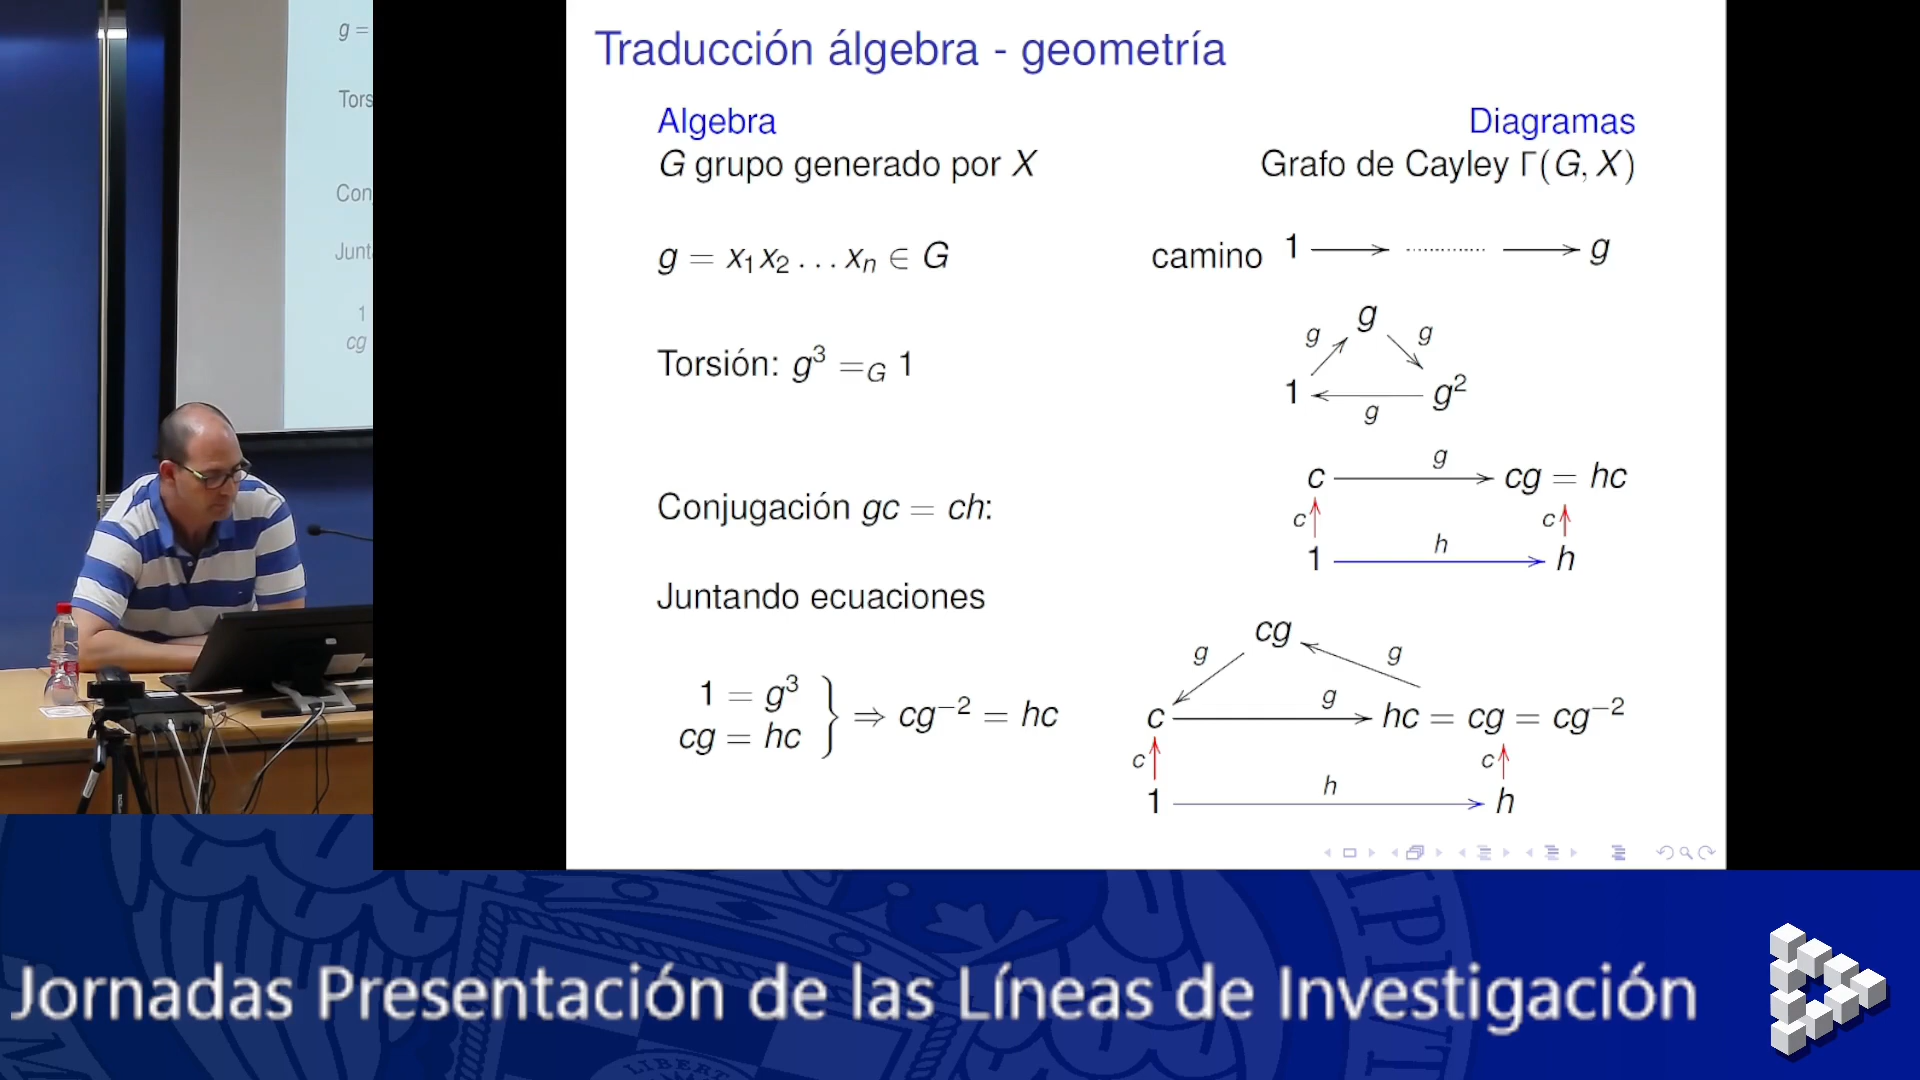 g =
Tors
Con
Junt
1
cg
Traducción álgebra - geometría
Algebra
Diagramas
G grupo generado por X
Grafo de Cayley Γ(G, X)
g = x₁x₂ … xₙ ∈ G
camino 1 → ........ → g
g
g g
Torsión: g³ =_G 1
1 g²
g
g
c cg = hc
Conjugación gc = ch:
c c
h
1 h
Juntando ecuaciones
cg
g g
1 = g³
cg = hc
⇒ cg⁻² = hc
g
c hc = cg = cg⁻²
c c
h
1 h
Jornadas Presentación de las Líneas de Investigación
LIBERT